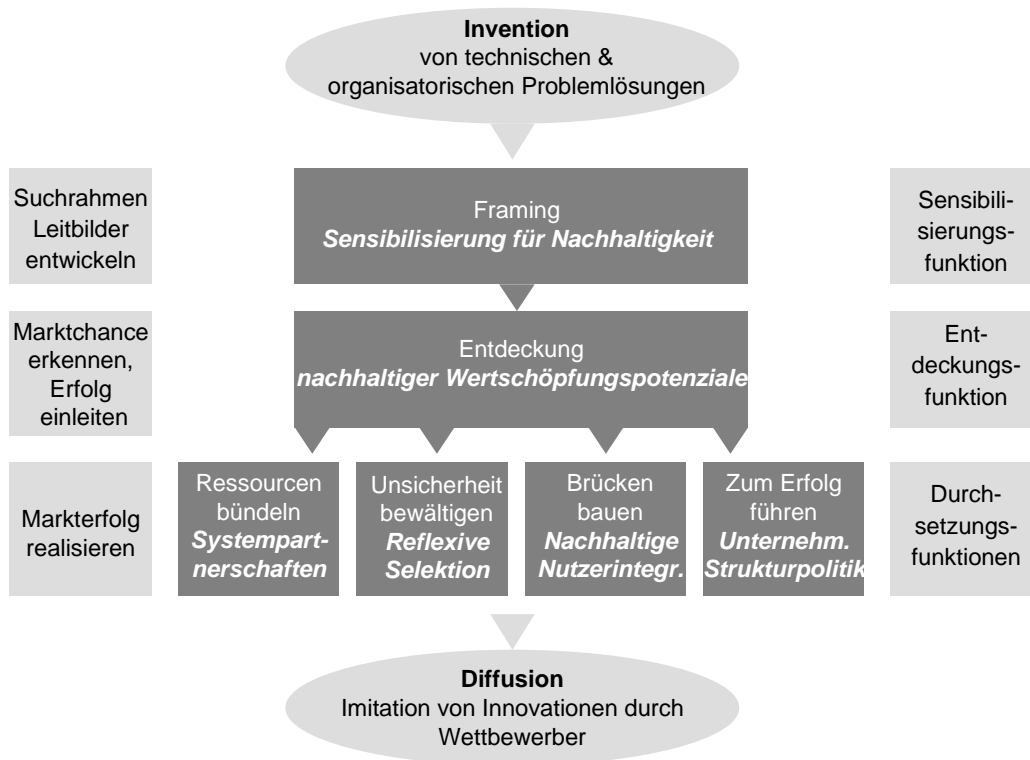 Invention
von technischen &
organisatorischen Problemlösungen
Suchrahmen
Leitbilder
entwickeln
Framing
Sensibilisierung für Nachhaltigkeit
Sensibili-
sierungs-
funktion
Marktchance
erkennen,
Erfolg
einleiten
Entdeckung
nachhaltiger Wertschöpfungspotenziale
Ent-
deckungs-
funktion
Markterfolg
realisieren
Ressourcen
bündeln
Systempart-
nerschaften
Unsicherheit
bewältigen
Reflexive
Selektion
Brücken
bauen
Nachhaltige
Nutzerintegr.
Zum Erfolg
führen
Unternehm.
Strukturpolitik
Durch-
setzungs-
funktionen
Diffusion
Imitation von Innovationen durch
Wettbewerber